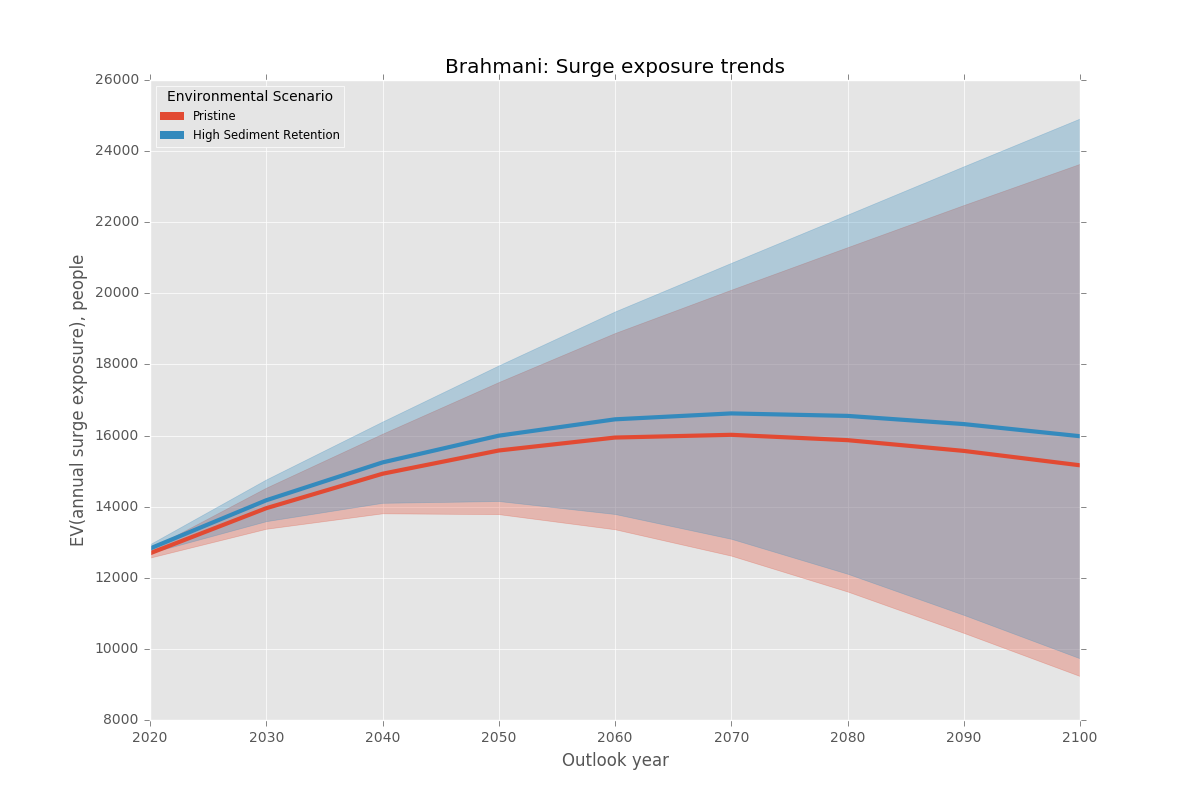 Brahmani: Surge exposure trends
Environmental Scenario
Pristine
High Sediment Retention
26000
24000
22000
20000
18000
16000
14000
12000
10000
8000
EV(annual surge exposure), people
2020 2030 2040 2050 2060 2070 2080 2090 2100
Outlook year